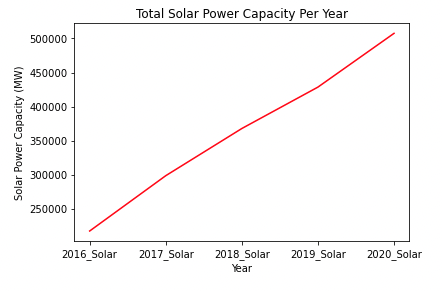 Total Solar Power Capacity Per Year
Solar Power Capacity (MW)
500000
450000
400000
350000
300000
250000
2016_Solar 2017_Solar 2018_Solar 2019_Solar 2020_Solar
Year